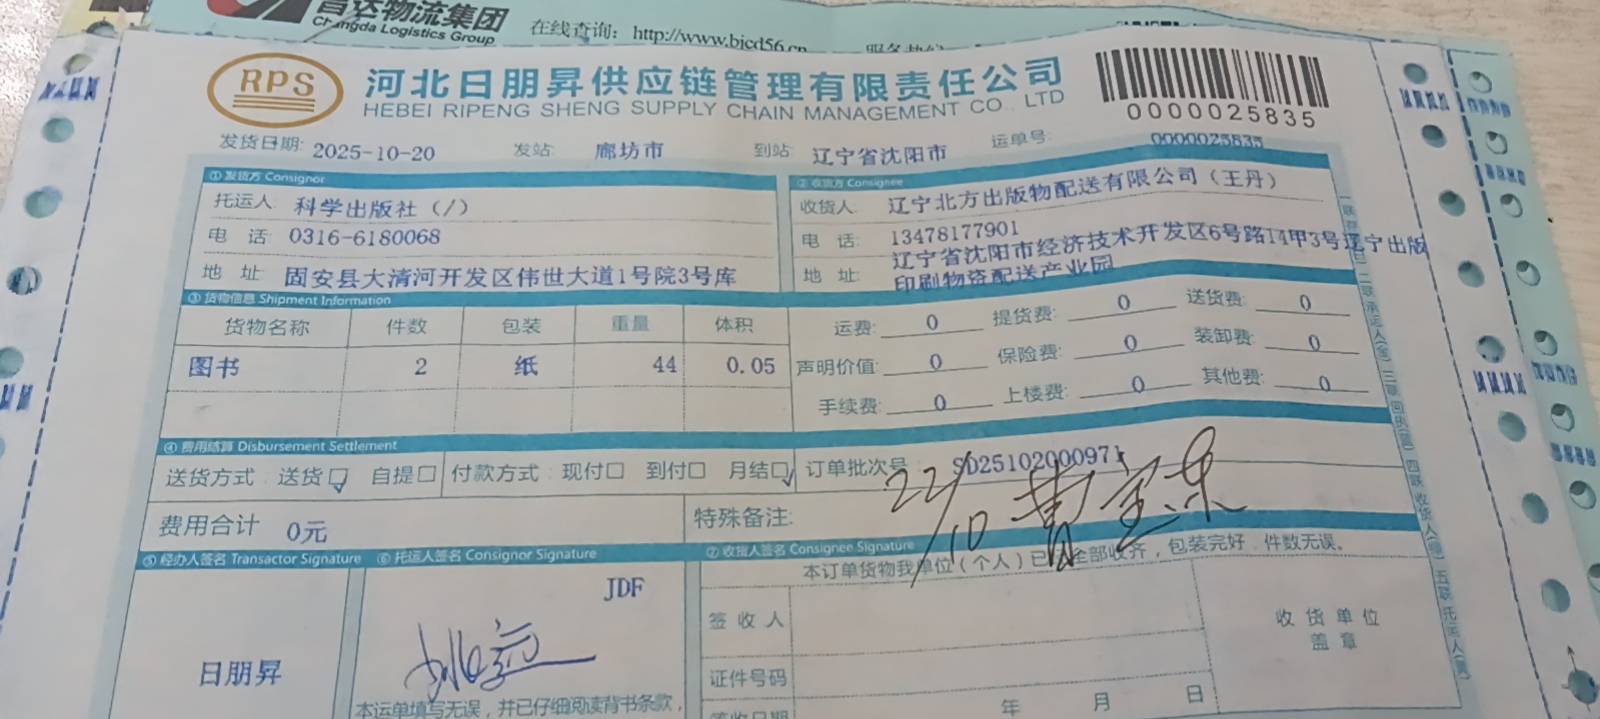 昌达物流集团
Changda Logistics Group
在线查询: http://www.bjcd56.cn
RPS
河北日朋昇供应链管理有限责任公司
HEBEI RIPENG SHENG SUPPLY CHAIN MANAGEMENT CO., LTD
0000025835
发货日期: 2025-10-20 发站: 廊坊市 到站: 辽宁省沈阳市 运单号: 0000025835
① 发货方 Consignor
② 收货方 Consignee
托运人 科学出版社（/）
收货人: 辽宁北方出版物配送有限公司（王丹）
电 话 0316-6180068
电 话: 13478177901
地 址: 固安县大清河开发区伟世大道1号院3号库
地 址: 辽宁省沈阳市经济技术开发区6号路14甲3号辽宁出版
印刷物资配送产业园
③ 货物信息 Shipment Information
货物名称 件数 包装 重量 体积
图书 2 纸 44 0.05
运费: 0 提货费: 0 送货费: 0
声明价值: 0 保险费: 0 装卸费: 0
手续费: 0 上楼费: 0 其他费: 0
④ 费用结算 Disbursement Settlement
送货方式: 送货☑ 自提□ 付款方式: 现付□ 到付□ 月结☑ 订单批次号: SD25102000971
费用合计 0元
特殊备注:
22/10
⑤ 经办人签名 Transactor Signature
⑥ 托运人签名 Consignor Signature
⑦ 收货人签名 Consignee Signature
本订单货物我单位（个人）已全部收齐，包装完好，件数无误。
JDF
日朋昇
签收人
证件号码
签收日期 年 月 日
收货单位
盖章
本运单填写无误，并已仔细阅读背书条款，